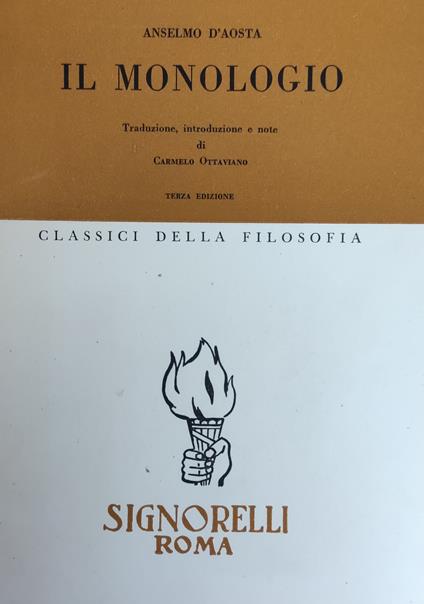 ANSELMO D'AOSTA
IL MONOLOGIO
Traduzione, introduzione e note
di
CARMELO OTTAVIANO
TERZA EDIZIONE
CLASSICI DELLA FILOSOFIA
SIGNORELLI
ROMA